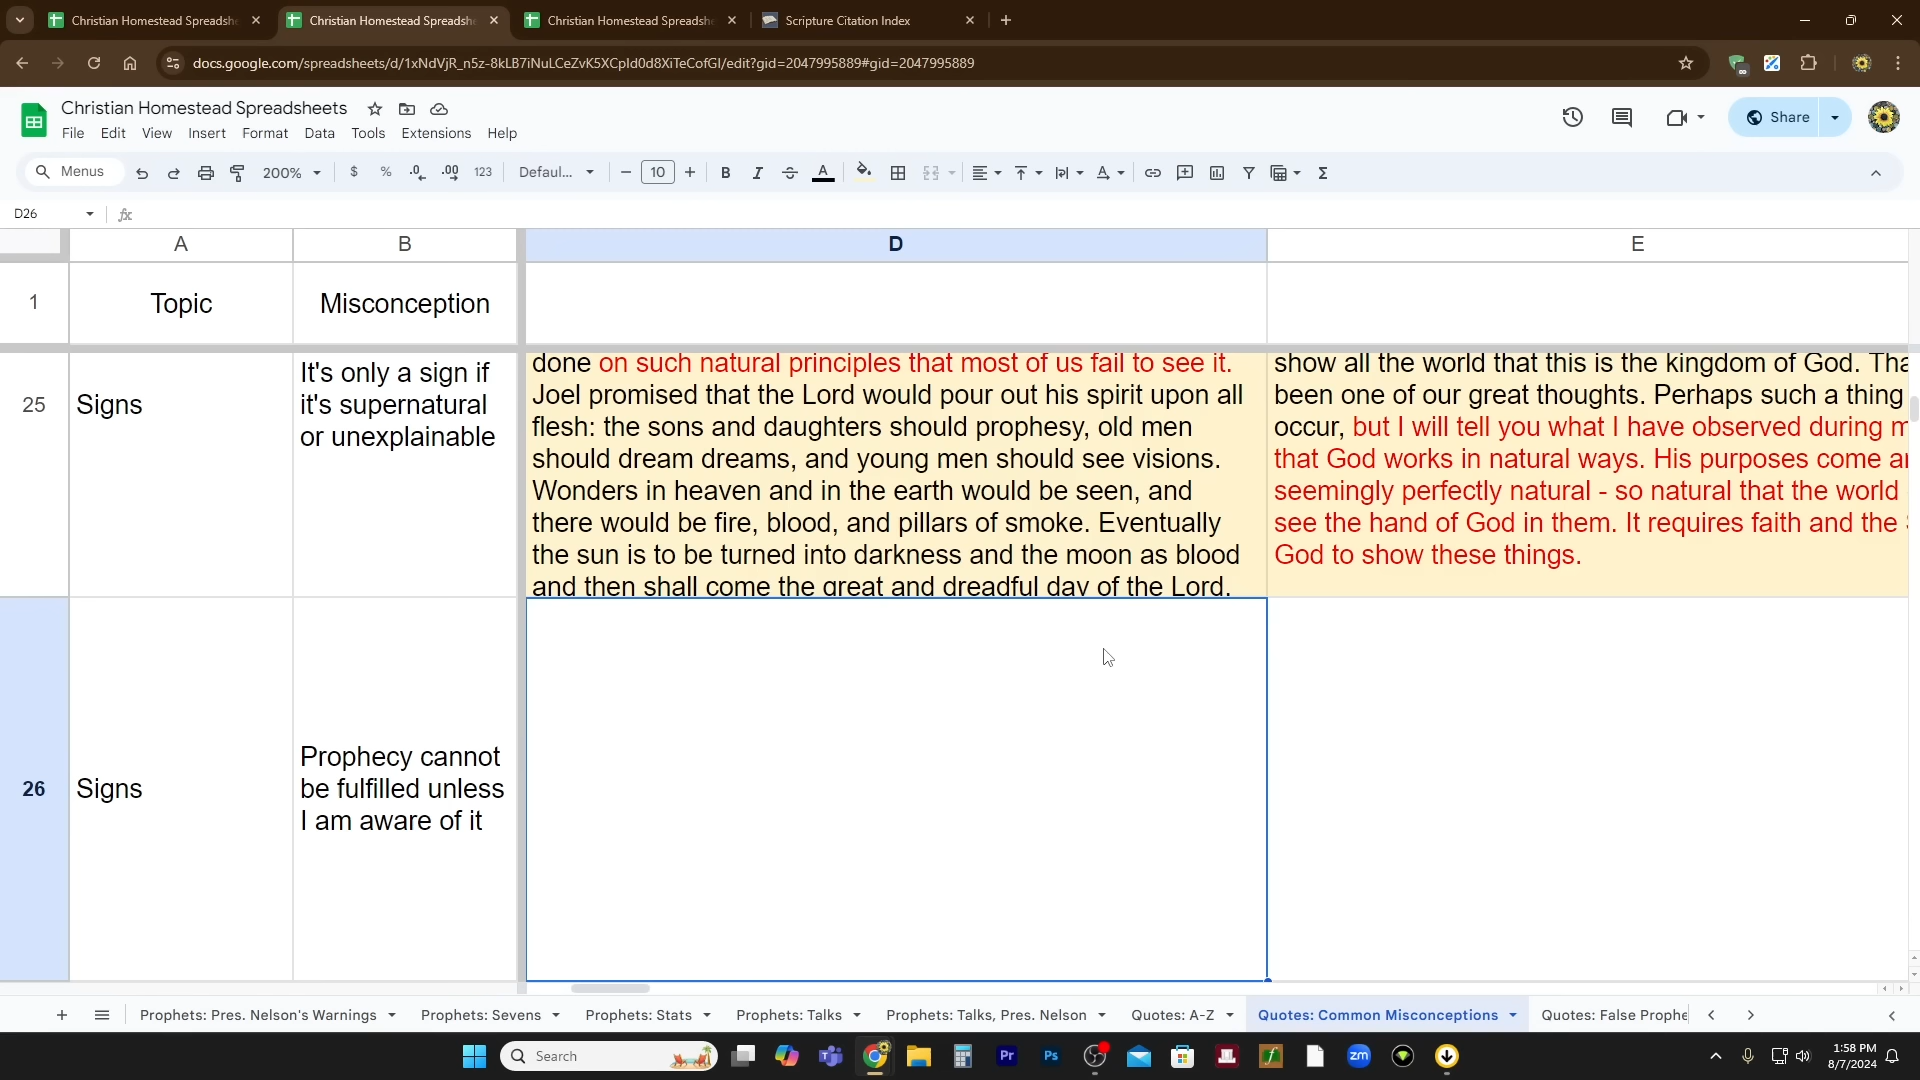 Christian Homestead Spreadsh
Christian Homestead Spreadsh
Christian Homestead Spreadsh
Scripture Citation Index
docs.google.com/spreadsheets/d/1xNdVjR_n5z-8kLB7iNuLCeZvK5XCpId0d8XiTeCofGI/edit?gid=2047995889#gid=2047995889
Christian Homestead Spreadsheets
File Edit View Insert Format Data Tools Extensions Help
Share
Menus 200% $ % .0 .00 123 Defaul... 10 B I A
D26 fx
A B D E
1 Topic Misconception
25 Signs
It's only a sign if
it's supernatural
or unexplainable
done on such natural principles that most of us fail to see it.
Joel promised that the Lord would pour out his spirit upon all
flesh: the sons and daughters should prophesy, old men
should dream dreams, and young men should see visions.
Wonders in heaven and in the earth would be seen, and
there would be fire, blood, and pillars of smoke. Eventually
the sun is to be turned into darkness and the moon as blood
and then shall come the great and dreadful day of the Lord.
show all the world that this is the kingdom of God. Tha
been one of our great thoughts. Perhaps such a thing
occur, but I will tell you what I have observed during m
that God works in natural ways. His purposes come a
seemingly perfectly natural - so natural that the world
see the hand of God in them. It requires faith and the
God to show these things.
26 Signs
Prophecy cannot
be fulfilled unless
I am aware of it
Prophets: Pres. Nelson's Warnings Prophets: Sevens Prophets: Stats Prophets: Talks Prophets: Talks, Pres. Nelson Quotes: A-Z Quotes: Common Misconceptions Quotes: False Prophe
Search
Pr Ps zm
1:58 PM
8/7/2024